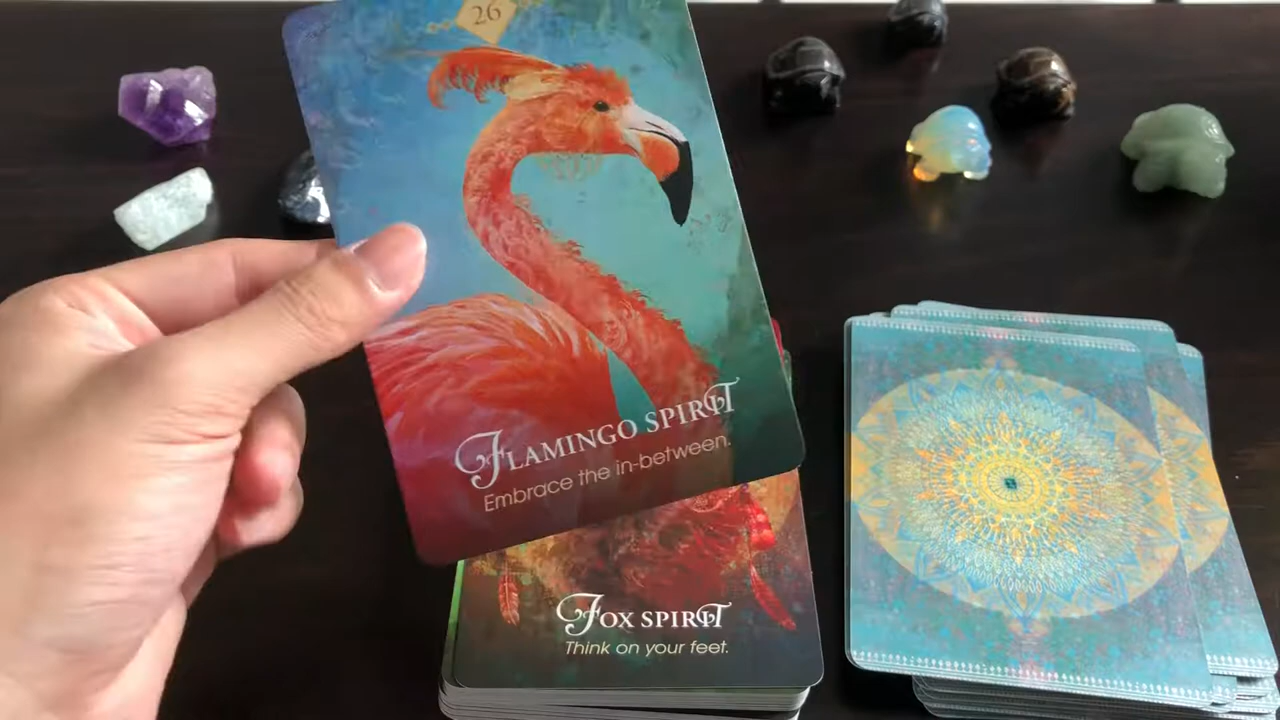 26
FLAMINGO SPIRIT
Embrace the in-between.
FOX SPIRIT
Think on your feet.